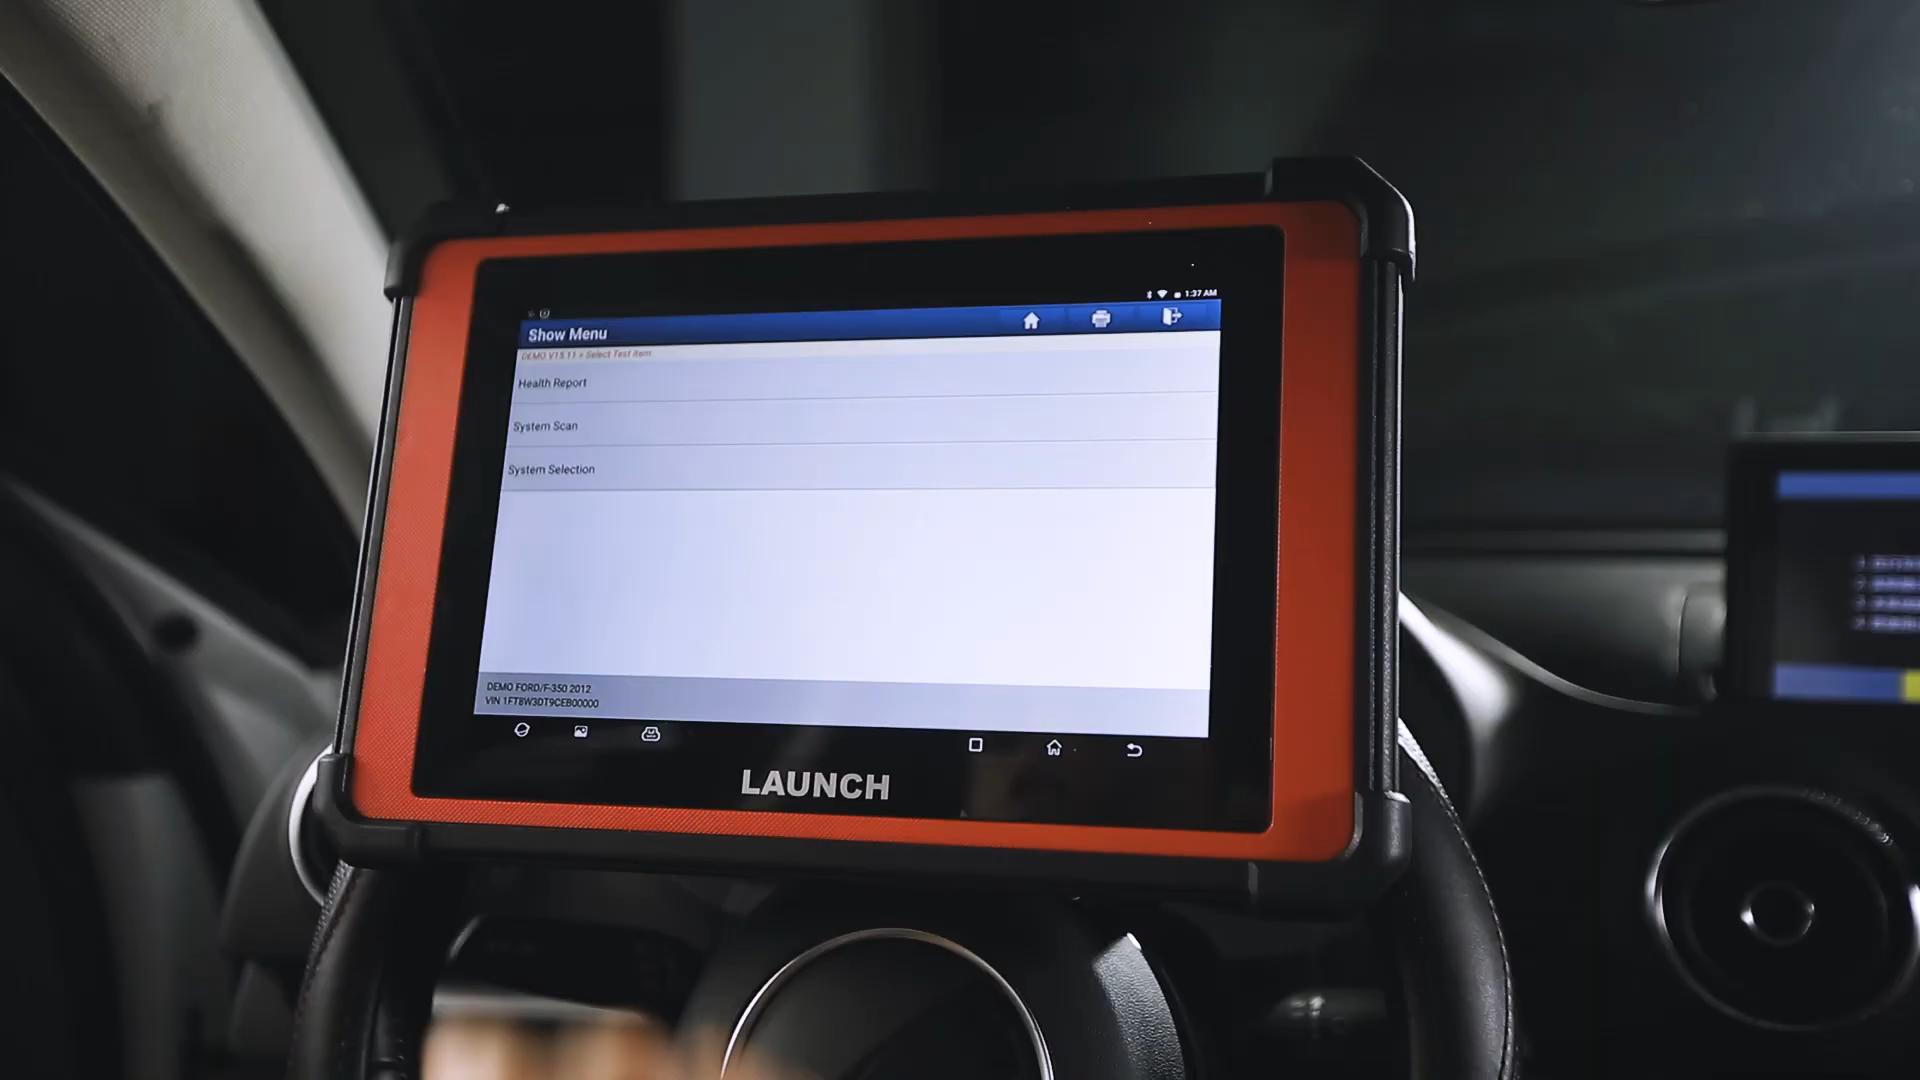 1:37 AM
Show Menu
DEMO V15.11 > Select Test Item
Health Report
System Scan
System Selection
DEMO FORD/F-350 2012
VIN 1FT8W3DT9CEB00000
LAUNCH